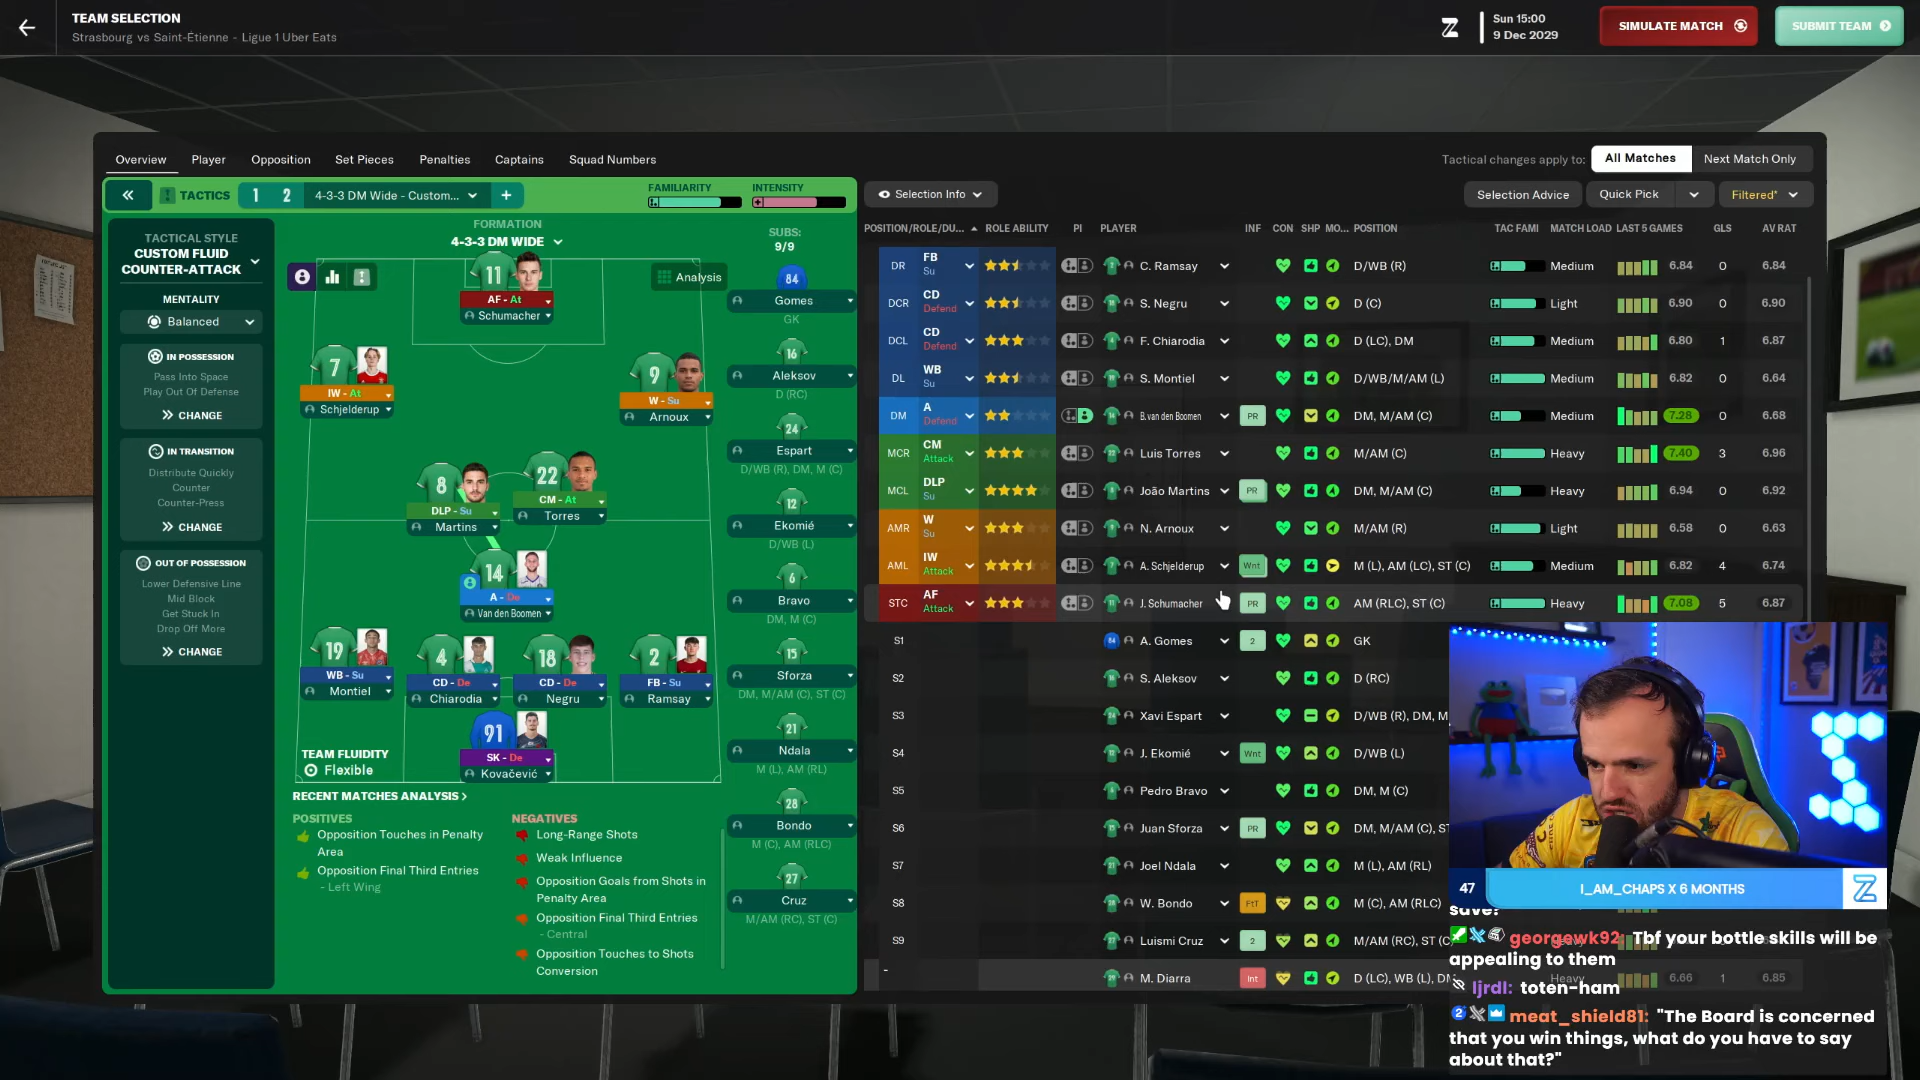 TEAM SELECTION
Strasbourg vs Saint-Étienne - Ligue 1 Uber Eats
Sun 15:00
9 Dec 2029
SIMULATE MATCH
SUBMIT TEAM
Overview Player Opposition Set Pieces Penalties Captains Squad Numbers
Tactical changes apply to: All Matches Next Match Only
TACTICS 1 2 4-3-3 DM Wide - Custom... +
FAMILIARITY
INTENSITY
Selection Info
Selection Advice Quick Pick Filtered*
TACTICAL STYLE
CUSTOM FLUID
COUNTER-ATTACK
MENTALITY
Balanced
IN POSSESSION
Pass Into Space
Play Out Of Defense
CHANGE
IN TRANSITION
Distribute Quickly
Counter
Counter-Press
CHANGE
OUT OF POSSESSION
Lower Defensive Line
Mid Block
Get Stuck In
Drop Off More
CHANGE
FORMATION
4-3-3 DM WIDE
SUBS:
9/9
Analysis
11
AF - At
Schumacher
7
IW - At
Schjelderup
9
W - Su
Arnoux
8
DLP - Su
Martins
22
CM - At
Torres
14
A - De
Van den Boomen
19
WB - Su
Montiel
4
CD - De
Chiarodia
18
CD - De
Negru
2
FB - Su
Ramsay
91
SK - De
Kovačević
TEAM FLUIDITY
Flexible
84
Gomes
GK
16
Aleksov
D (RC)
24
Espart
D/WB (R), DM, M (C)
12
Ekomié
D/WB (L)
6
Bravo
DM, M (C)
15
Sforza
DM, M/AM (C), ST (C)
21
Ndala
M (L), AM (RL)
28
Bondo
M (C), AM (RLC)
27
Cruz
M/AM (RC), ST (C)
RECENT MATCHES ANALYSIS >
POSITIVES
Opposition Touches in Penalty
Area
Opposition Final Third Entries
- Left Wing
NEGATIVES
Long-Range Shots
Weak Influence
Opposition Goals from Shots in
Penalty Area
Opposition Final Third Entries
- Central
Opposition Touches to Shots
Conversion
POSITION/ROLE/DU... ROLE ABILITY PI PLAYER INF CON SHP MO... POSITION TAC FAMI MATCH LOAD LAST 5 GAMES GLS AV RAT
DR FB Su C. Ramsay D/WB (R) Medium 6.84 0 6.84
DCR CD Defend S. Negru D (C) Light 6.90 0 6.90
DCL CD Defend F. Chiarodia D (LC), DM Medium 6.80 1 6.87
DL WB Su S. Montiel D/WB/M/AM (L) Medium 6.82 0 6.64
DM A Defend B. van den Boomen PR DM, M/AM (C) Medium 7.28 0 6.68
MCR CM Attack Luis Torres M/AM (C) Heavy 7.40 3 6.96
MCL DLP Su João Martins PR DM, M/AM (C) Heavy 6.94 0 6.92
AMR W Su N. Arnoux M/AM (R) Light 6.58 0 6.63
AML IW Attack A. Schjelderup Wnt M (L), AM (LC), ST (C) Medium 6.82 4 6.74
STC AF Attack J. Schumacher PR AM (RLC), ST (C) Heavy 7.08 5 6.87
S1 A. Gomes 2 GK
S2 S. Aleksov D (RC)
S3 Xavi Espart D/WB (R), DM, M
S4 J. Ekomié Wnt D/WB (L)
S5 Pedro Bravo DM, M (C)
S6 Juan Sforza PR DM, M/AM (C), ST
S7 Joel Ndala M (L), AM (RL)
S8 W. Bondo FtT M (C), AM (RLC)
S9 Luismi Cruz 2 M/AM (RC), ST (C)
- M. Diarra Int D (LC), WB (L), DM Heavy 6.66 1 6.85
47 I_AM_CHAPS X 6 MONTHS
save?
georgewk92: Tbf your bottle skills will be
appealing to them
ljrdl: toten-ham
meat_shield81: "The Board is concerned
that you win things, what do you have to say
about that?"